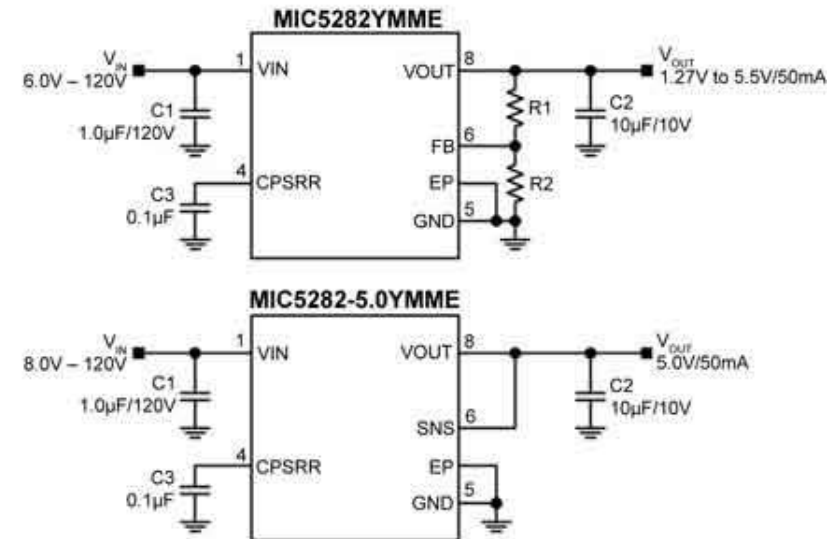 MIC5282YMME
VIN
6.0V – 120V
1
VIN
VOUT
8
VOUT
1.27V to 5.5V/50mA
C1
1.0µF/120V
R1
C2
10µF/10V
FB
6
4
CPSRR
EP
R2
C3
0.1µF
GND
5
MIC5282-5.0YMME
VIN
8.0V – 120V
1
VIN
VOUT
8
VOUT
5.0V/50mA
C1
1.0µF/120V
C2
10µF/10V
SNS
6
4
CPSRR
EP
C3
0.1µF
GND
5